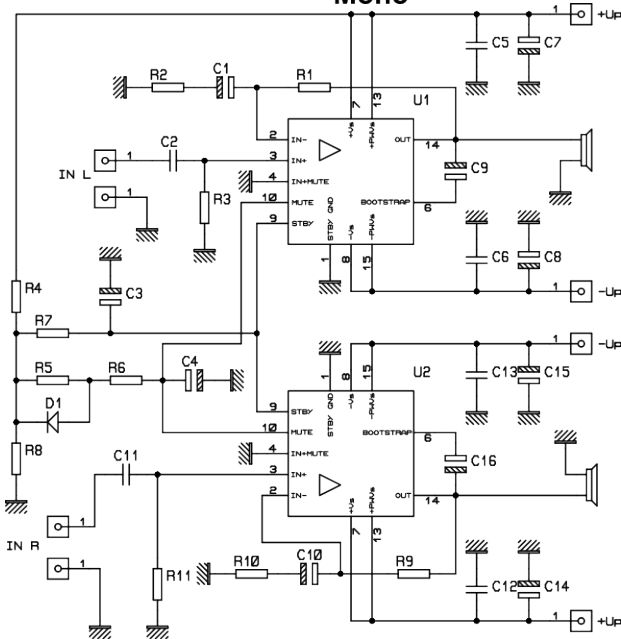 Mono
1 +Up
C5 C7
R2 C1 R1
7 13
U1
+Vs +PWVs
2 IN- OUT 14
C2
3 IN+
IN L 1
4 IN+MUTE
C9
10 MUTE BOOTSTRAP 6
1 R3
9 STBY
STBY GND -Vs -PWVs
1 8 15
C6 C8
R4 C3
1 -Up
R7
1 -Up
R5 R6 C4
1 8 15 U2
C13 C15
D1
STBY GND -Vs -PWVs
9 STBY
10 MUTE BOOTSTRAP 6
R8 C11
4 IN+MUTE
3 IN+ C16
2 IN- OUT 14
1
+Vs +PWVs
7 13
IN R
R10 C10 R9
1 R11
C12 C14
1 +Up